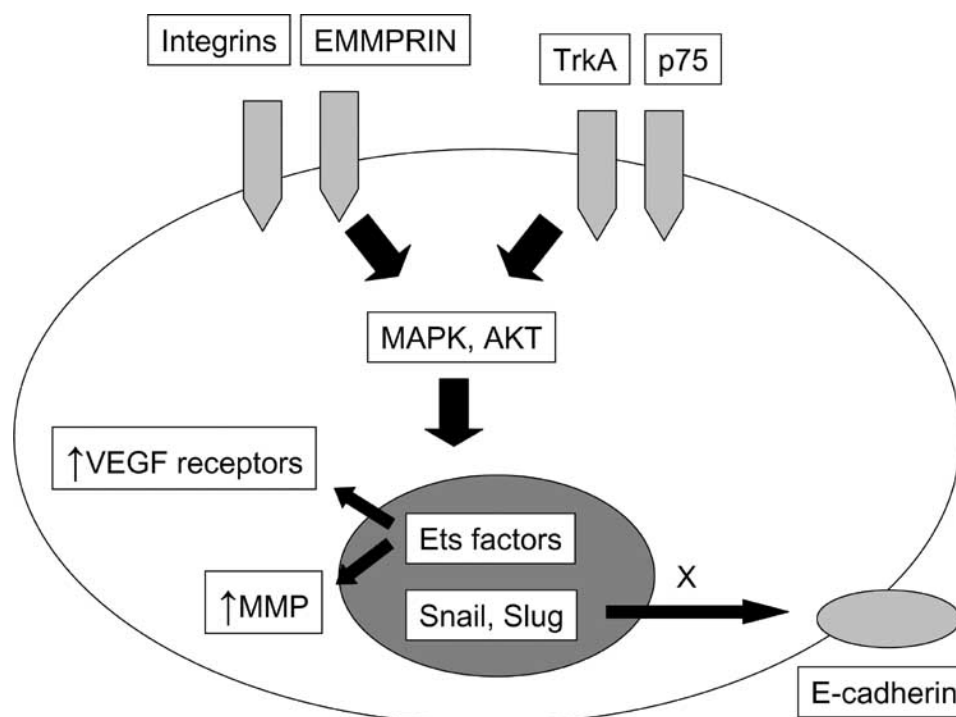 Integrins
EMMPRIN
TrkA
p75
MAPK, AKT
↑VEGF receptors
Ets factors
↑MMP
Snail, Slug
X
E-cadherin